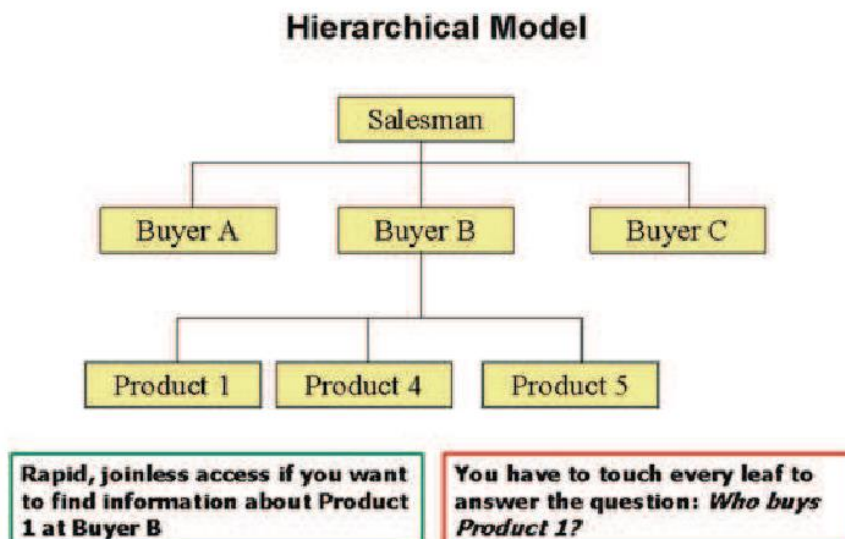 Hierarchical Model
Salesman
Buyer A
Buyer B
Buyer C
Product 1
Product 4
Product 5
Rapid, joinless access if you want
to find information about Product
1 at Buyer B
You have to touch every leaf to
answer the question: Who buys
Product 1?